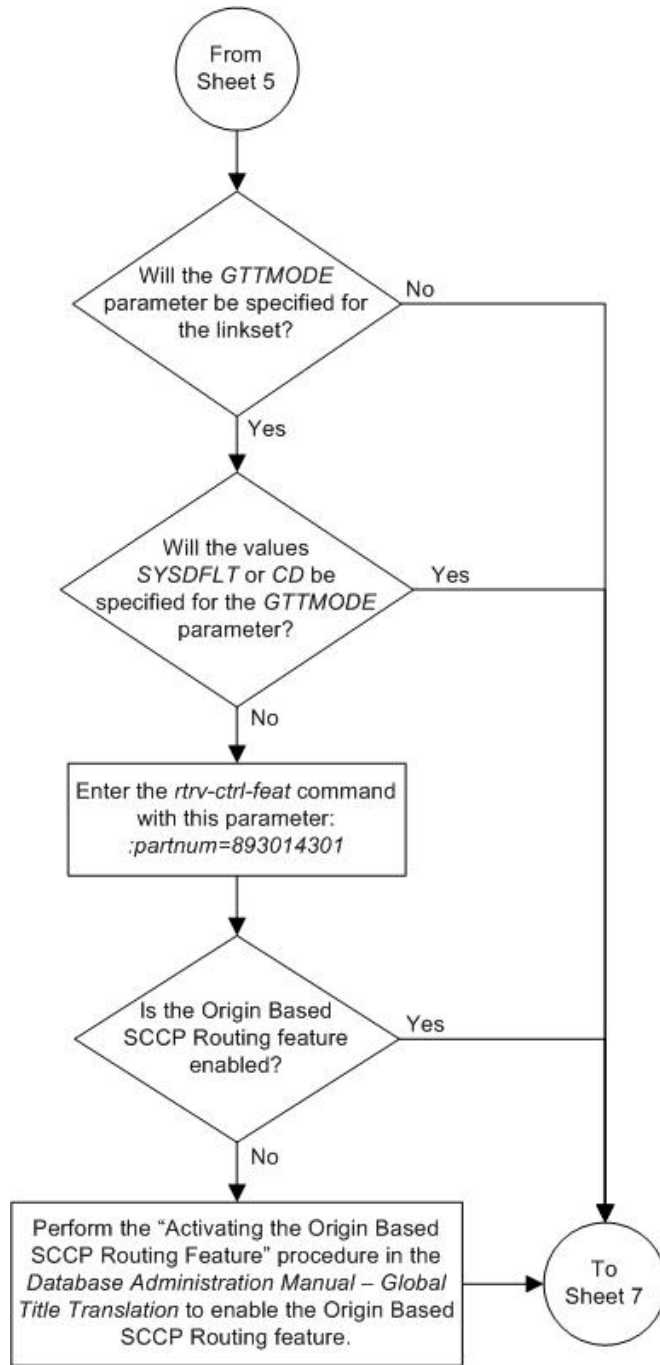 From
Sheet 5
Will the GTTMODE
parameter be specified for
the linkset?
No
Yes
Will the values
SYSDFLT or CD be
specified for the GTTMODE
parameter?
Yes
No
Enter the rtrv-ctrl-feat command
with this parameter:
:partnum=893014301
Is the Origin Based
SCCP Routing feature
enabled?
Yes
No
Perform the “Activating the Origin Based
SCCP Routing Feature” procedure in the
Database Administration Manual – Global
Title Translation to enable the Origin Based
SCCP Routing feature.
To
Sheet 7